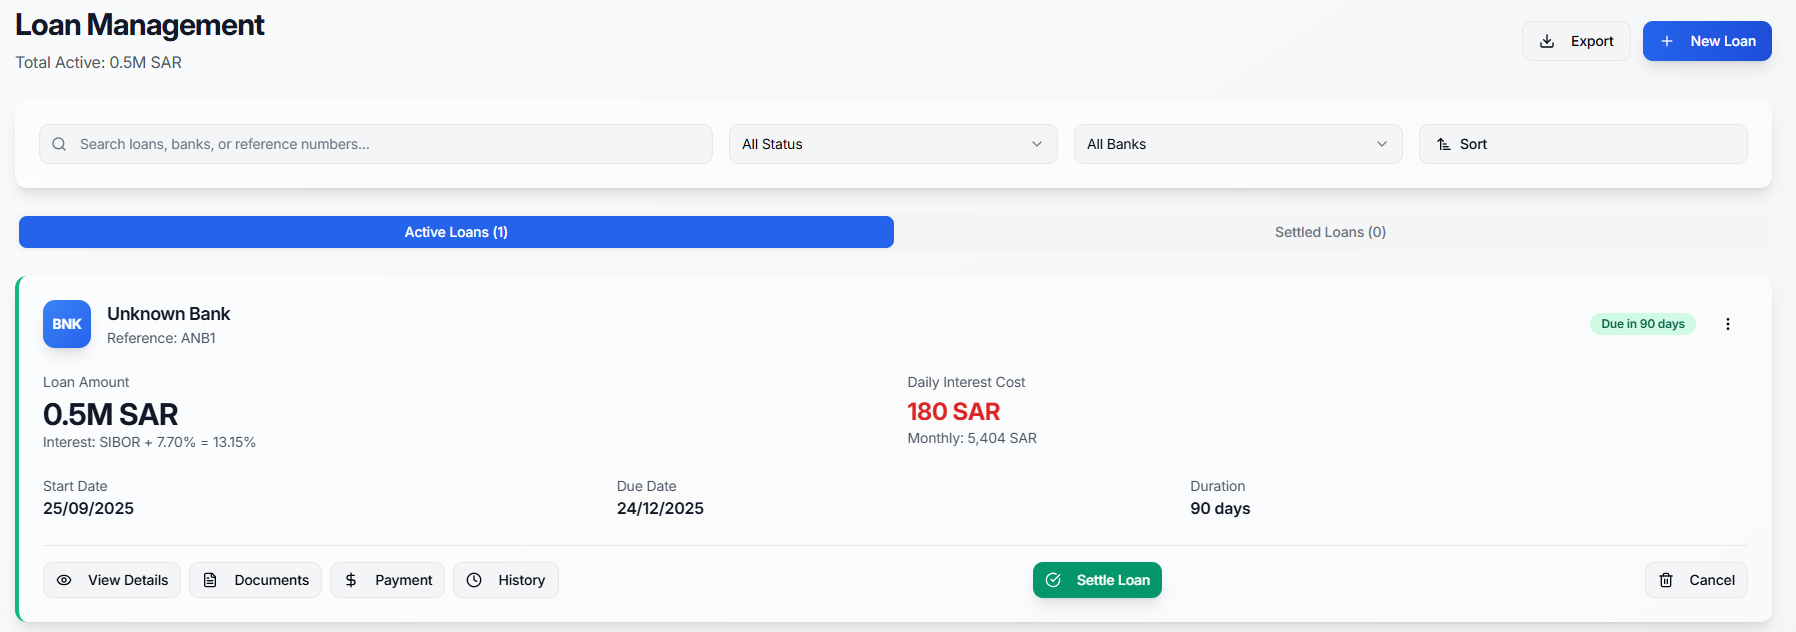 Loan Management
Total Active: 0.5M SAR
Export
New Loan
Search loans, banks, or reference numbers...
All Status
All Banks
Sort
Active Loans (1)
Settled Loans (0)
BNK
Unknown Bank
Reference: ANB1
Due in 90 days
Loan Amount
0.5M SAR
Interest: SIBOR + 7.70% = 13.15%
Daily Interest Cost
180 SAR
Monthly: 5,404 SAR
Start Date
25/09/2025
Due Date
24/12/2025
Duration
90 days
View Details
Documents
Payment
History
Settle Loan
Cancel